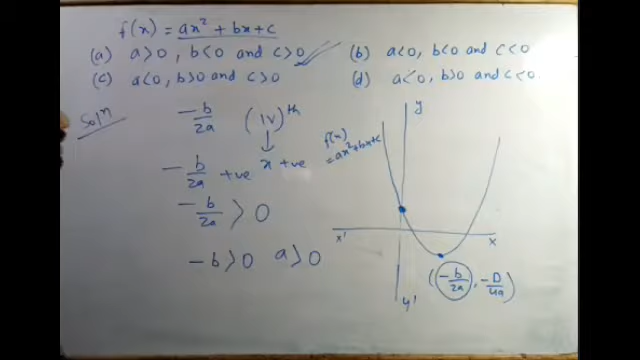 f(x) = ax² + bx + c
(a) a>0, b<0 and c>0 (b) a<0, b<0 and c<0
(c) a<0, b>0 and c>0 (d) a<0, b>0 and c<0.
Solⁿ
-b/2a (iv)ᵗʰ
-b/2a +ve x +ve
-b/2a > 0
-b>0 a>0
y
f(x)
=ax²+bx+c
x' x
(-b/2a, -D/4a)
y'